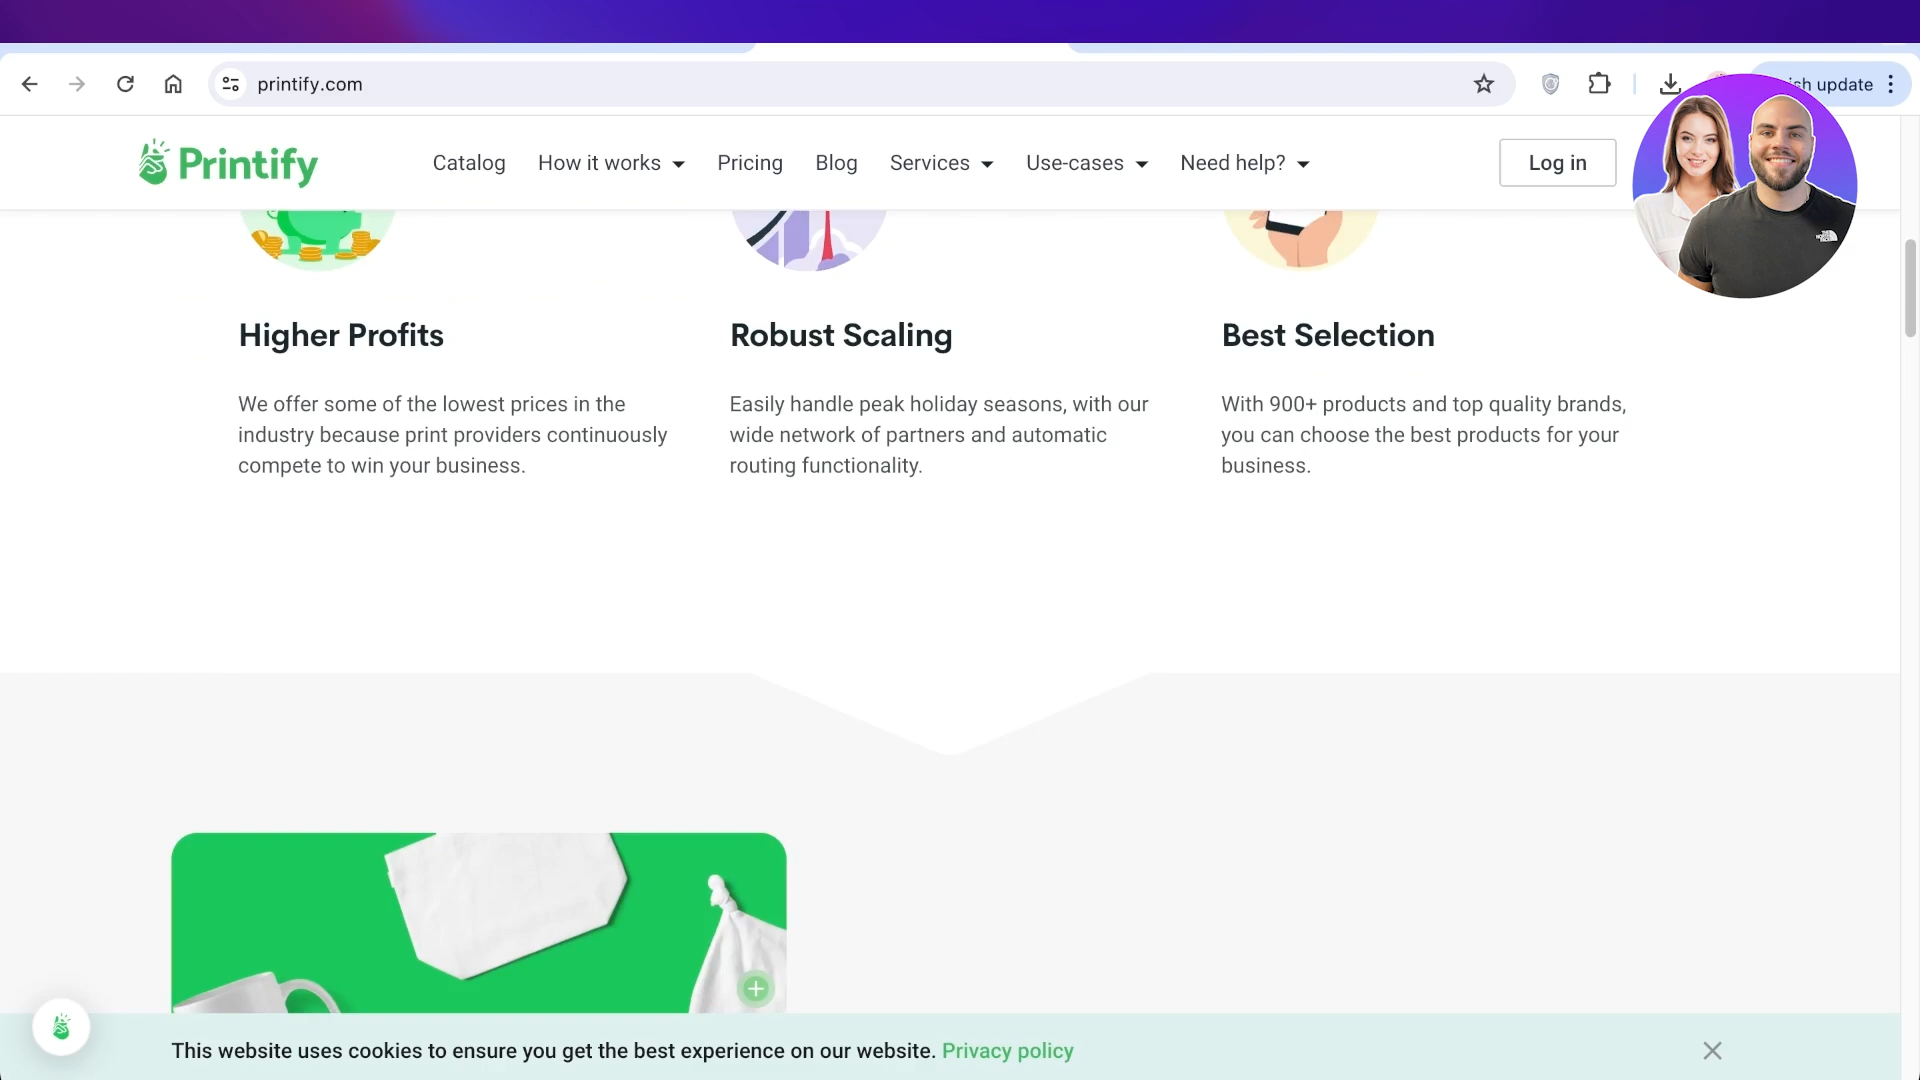 printify.com
sh update
Printify
Catalog
How it works
Pricing
Blog
Services
Use-cases
Need help?
Log in
Higher Profits
Robust Scaling
Best Selection
We offer some of the lowest prices in the
industry because print providers continuously
compete to win your business.
Easily handle peak holiday seasons, with our
wide network of partners and automatic
routing functionality.
With 900+ products and top quality brands,
you can choose the best products for your
business.
This website uses cookies to ensure you get the best experience on our website. Privacy policy